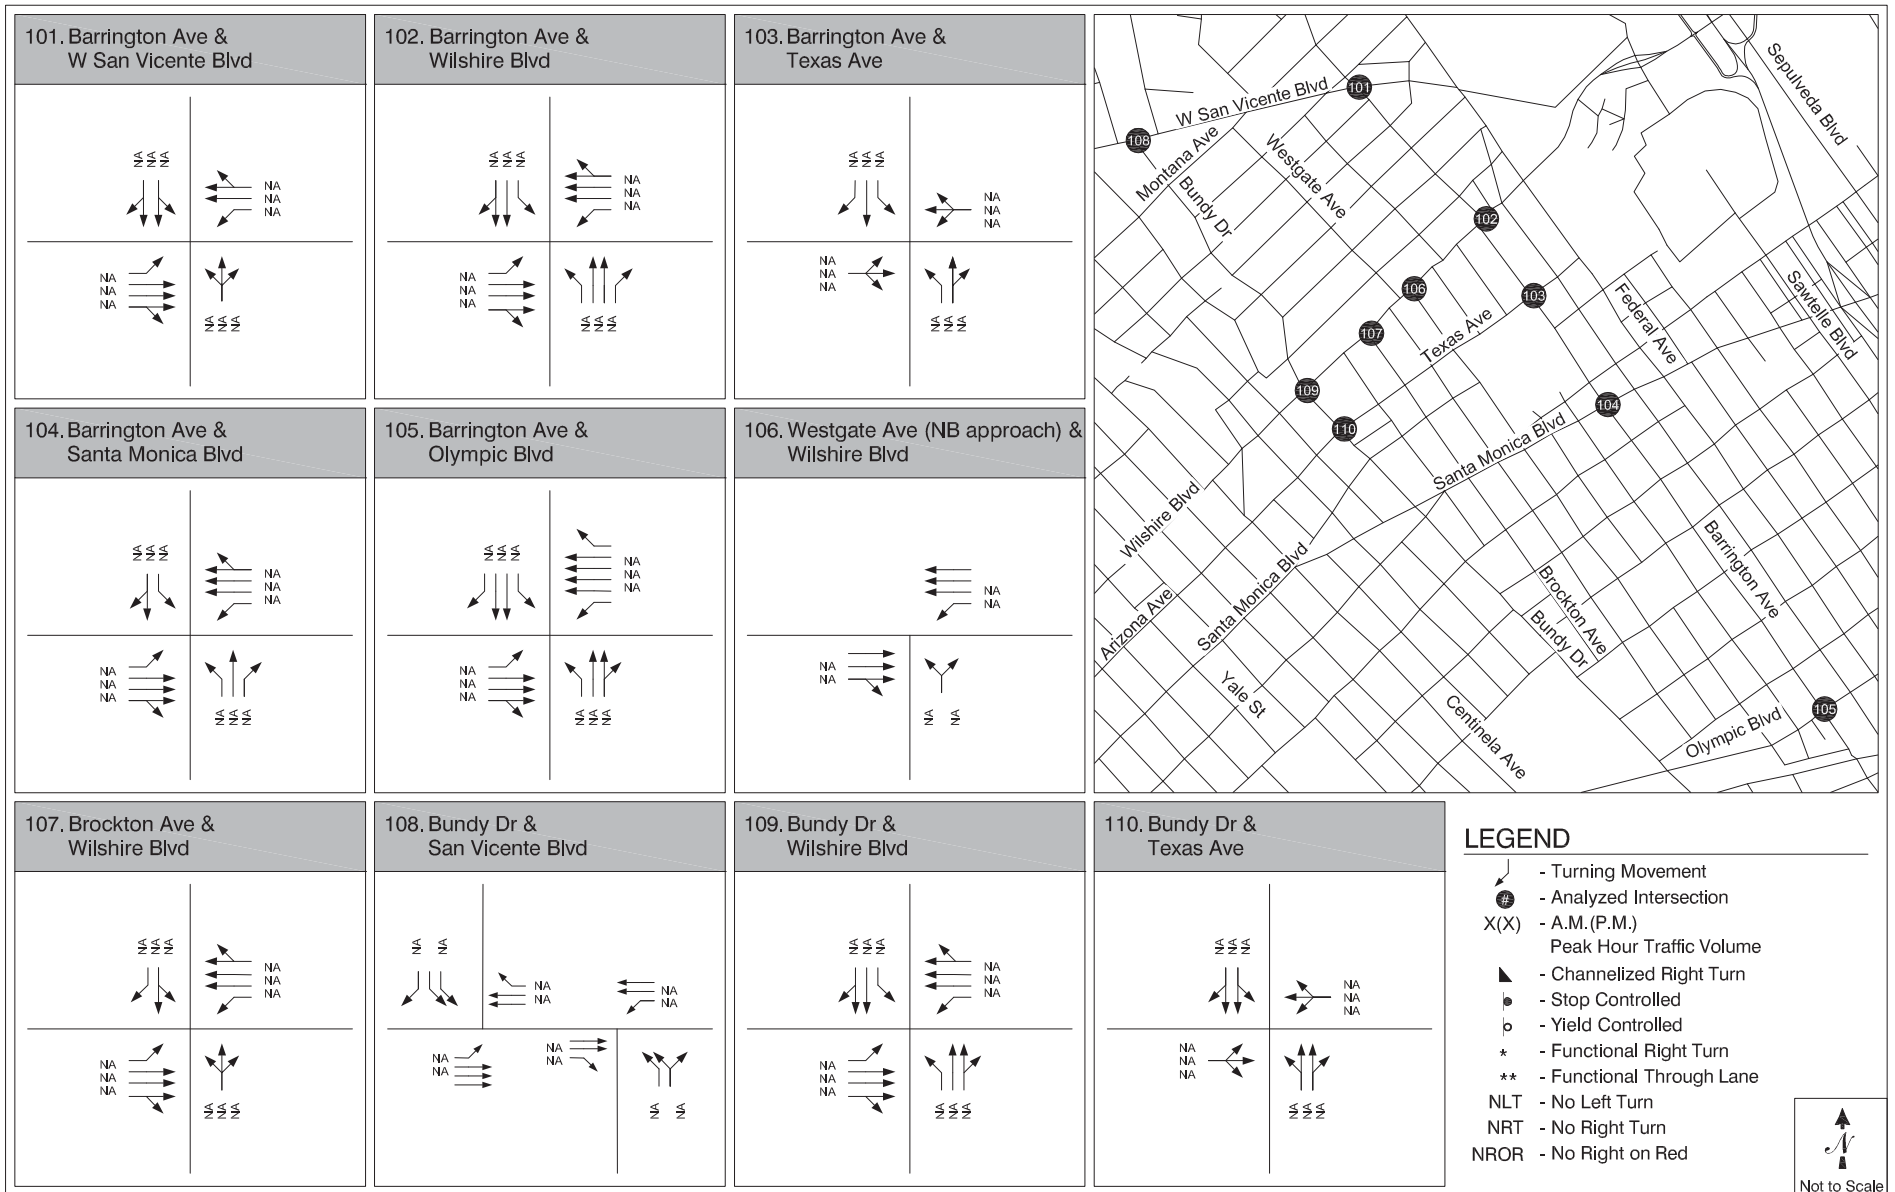 101. Barrington Ave &
W San Vicente Blvd
NA NA NA
NA
NA
NA
NA
NA
NA
NA NA NA
102. Barrington Ave &
Wilshire Blvd
NA NA NA
NA
NA
NA
NA
NA
NA
NA NA NA
103. Barrington Ave &
Texas Ave
NA NA NA
NA
NA
NA
NA
NA
NA
NA NA NA
W San Vicente Blvd
Sepulveda Blvd
Montana Ave
Westgate Ave
Bundy Dr
Texas Ave
Federal Ave
Sawtelle Blvd
Santa Monica Blvd
Wilshire Blvd
Barrington Ave
Brockton Ave
Bundy Dr
Arizona Ave
Santa Monica Blvd
Yale St
Centinela Ave
Olympic Blvd
101
108
102
106
103
107
109
104
110
105
104. Barrington Ave &
Santa Monica Blvd
NA NA NA
NA
NA
NA
NA
NA
NA
NA NA NA
105. Barrington Ave &
Olympic Blvd
NA NA NA
NA
NA
NA
NA
NA
NA
NA NA NA
106. Westgate Ave (NB approach) &
Wilshire Blvd
NA
NA
NA
NA
NA NA
107. Brockton Ave &
Wilshire Blvd
NA NA NA
NA
NA
NA
NA
NA
NA
NA NA NA
108. Bundy Dr &
San Vicente Blvd
NA NA
NA
NA
NA
NA
NA
NA
NA
NA
NA NA
109. Bundy Dr &
Wilshire Blvd
NA NA NA
NA
NA
NA
NA
NA
NA
NA NA NA
110. Bundy Dr &
Texas Ave
NA NA NA
NA
NA
NA
NA
NA
NA
NA NA NA
LEGEND
- Turning Movement
# - Analyzed Intersection
X(X) - A.M.(P.M.)
Peak Hour Traffic Volume
- Channelized Right Turn
- Stop Controlled
- Yield Controlled
* - Functional Right Turn
** - Functional Through Lane
NLT - No Left Turn
NRT - No Right Turn
NROR - No Right on Red
N
Not to Scale